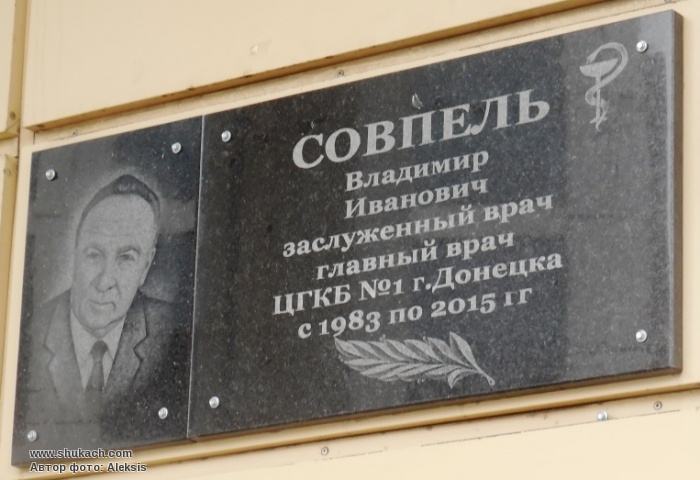 СОВПЕЛЬ
Владимир
Иванович
заслуженный врач
главный врач
ЦГКБ №1 г.Донецка
с 1983 по 2015 гг
www.shukach.com
Автор фото: Aleksis